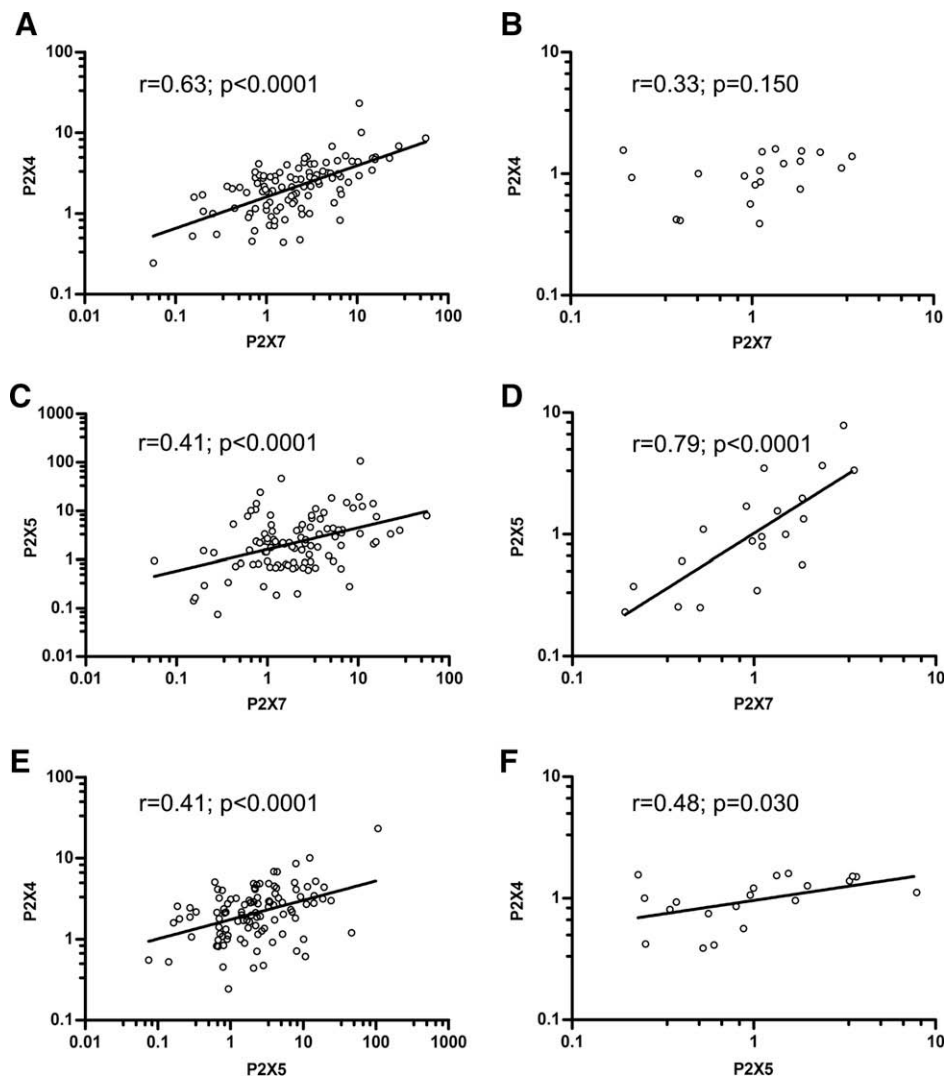 A
100
10
1
0.1
P2X4
r=0.63; p<0.0001
0.01
0.1
1
10
100
P2X7
B
10
1
0.1
P2X4
r=0.33; p=0.150
0.1
1
10
P2X7
C
1000
100
10
1
0.1
0.01
P2X5
r=0.41; p<0.0001
0.01
0.1
1
10
100
P2X7
D
10
1
0.1
P2X5
r=0.79; p<0.0001
0.1
1
10
P2X7
E
100
10
1
0.1
P2X4
r=0.41; p<0.0001
0.01
0.1
1
10
100
1000
P2X5
F
10
1
0.1
P2X4
r=0.48; p=0.030
0.1
1
10
P2X5